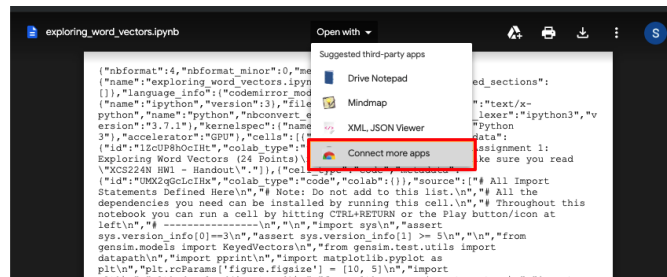 exploring_word_vectors.ipynb
Open with
S
Suggested third-party apps
Drive Notepad
Mindmap
XML, JSON Viewer
Connect more apps
{"nbformat":4,"nbformat_minor":0,"me
{"name":"exploring_word_vectors.ipyn ed_sections":
[]},"language_info":{"codemirror_mod
{"name":"ipython","version":3},"file ":"text/x-
python","name":"python","nbconvert_e _lexer":"ipython3","v
ersion":"3.7.1"},"kernelspec":{"name "Python
3"},"accelerator":"GPU"},"cells":[{" data":
{"id":"1ZcUP8hOcIHt","colab_type":" ssignment 1:
Exploring Word Vectors (24 Points)\ ke sure you read
\"XCS224N HW1 - Handout\"."]},{"cell_type":"code","metadata":
{"id":"UMX2qGcLcIHx","colab_type":"code","colab":{}},"source":["# All Import
Statements Defined Here\n","# Note: Do not add to this list.\n","# All the
dependencies you need can be installed by running this cell.\n","# Throughout this
notebook you can run a cell by hitting CTRL+RETURN or the Play button/icon at
left\n","# ----------------\n","\n","import sys\n","assert
sys.version_info[0]==3\n","assert sys.version_info[1] >= 5\n","\n","from
gensim.models import KeyedVectors\n","from gensim.test.utils import
datapath\n","import pprint\n","import matplotlib.pyplot as
plt\n","plt.rcParams['figure.figsize'] = [10, 5]\n","import